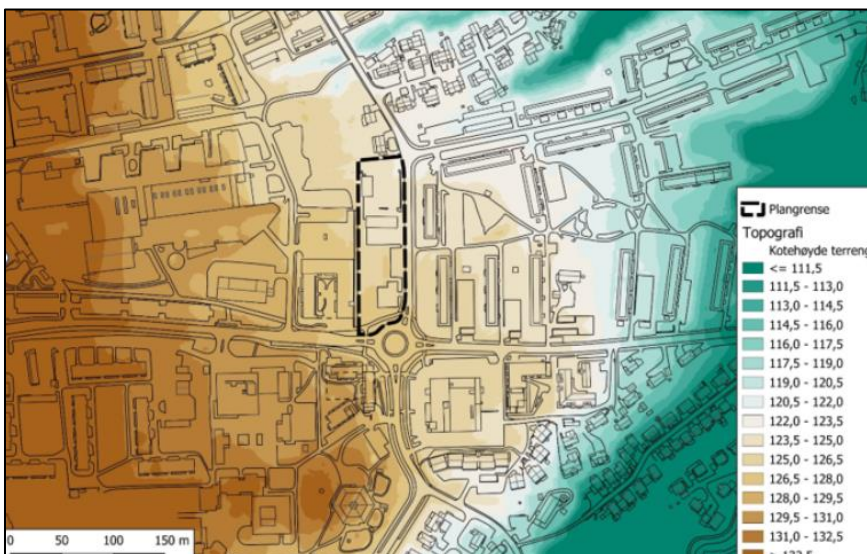 Plangrense
Topografi
Kotehøyde terreng
<= 111,5
111,5 - 113,0
113,0 - 114,5
114,5 - 116,0
116,0 - 117,5
117,5 - 119,0
119,0 - 120,5
120,5 - 122,0
122,0 - 123,5
123,5 - 125,0
125,0 - 126,5
126,5 - 128,0
128,0 - 129,5
129,5 - 131,0
131,0 - 132,5
0 50 100 150 m